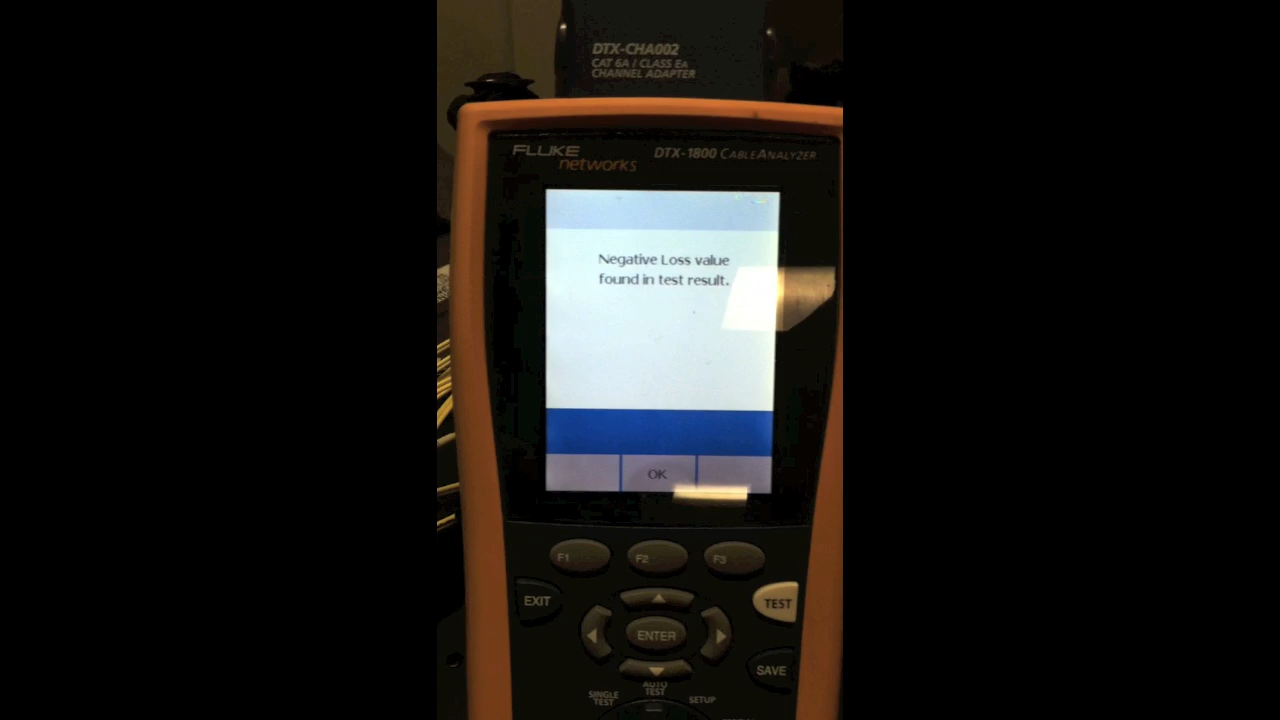 DTX-CHA002
CAT 6A / CLASS EA
CHANNEL ADAPTER
FLUKE
networks
DTX-1800 CABLEANALYZER
Negative Loss value
found in test result.
OK
F1
F2
F3
EXIT
TEST
ENTER
SAVE
SINGLE
TEST
AUTO
TEST
SETUP